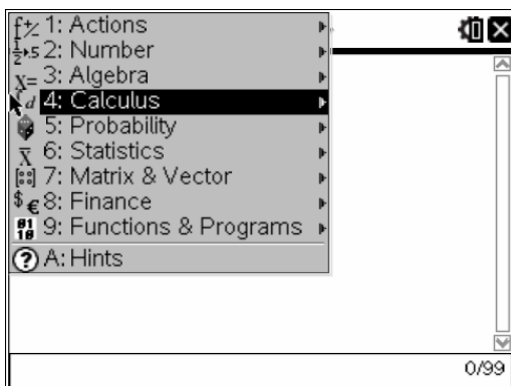 1: Actions
2: Number
3: Algebra
4: Calculus
5: Probability
6: Statistics
7: Matrix & Vector
8: Finance
9: Functions & Programs
A: Hints
0/99